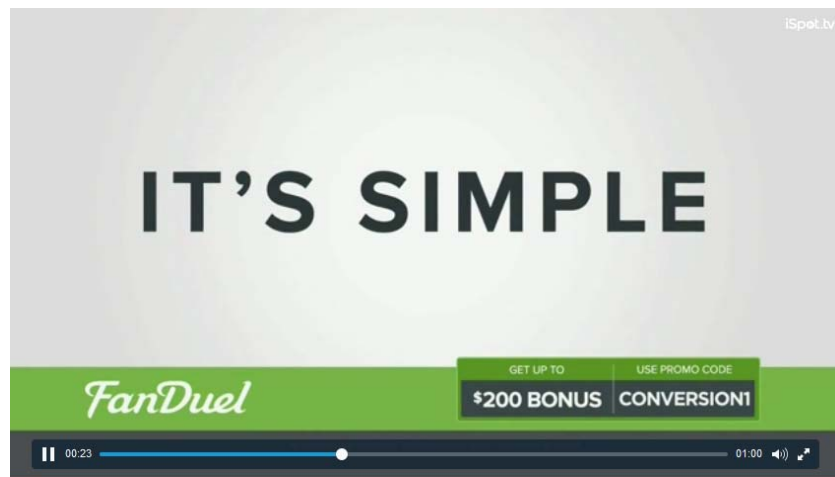 iSpot.tv
IT'S SIMPLE
FanDuel
GET UP TO
$200 BONUS
USE PROMO CODE
CONVERSION1
00:23
01:00